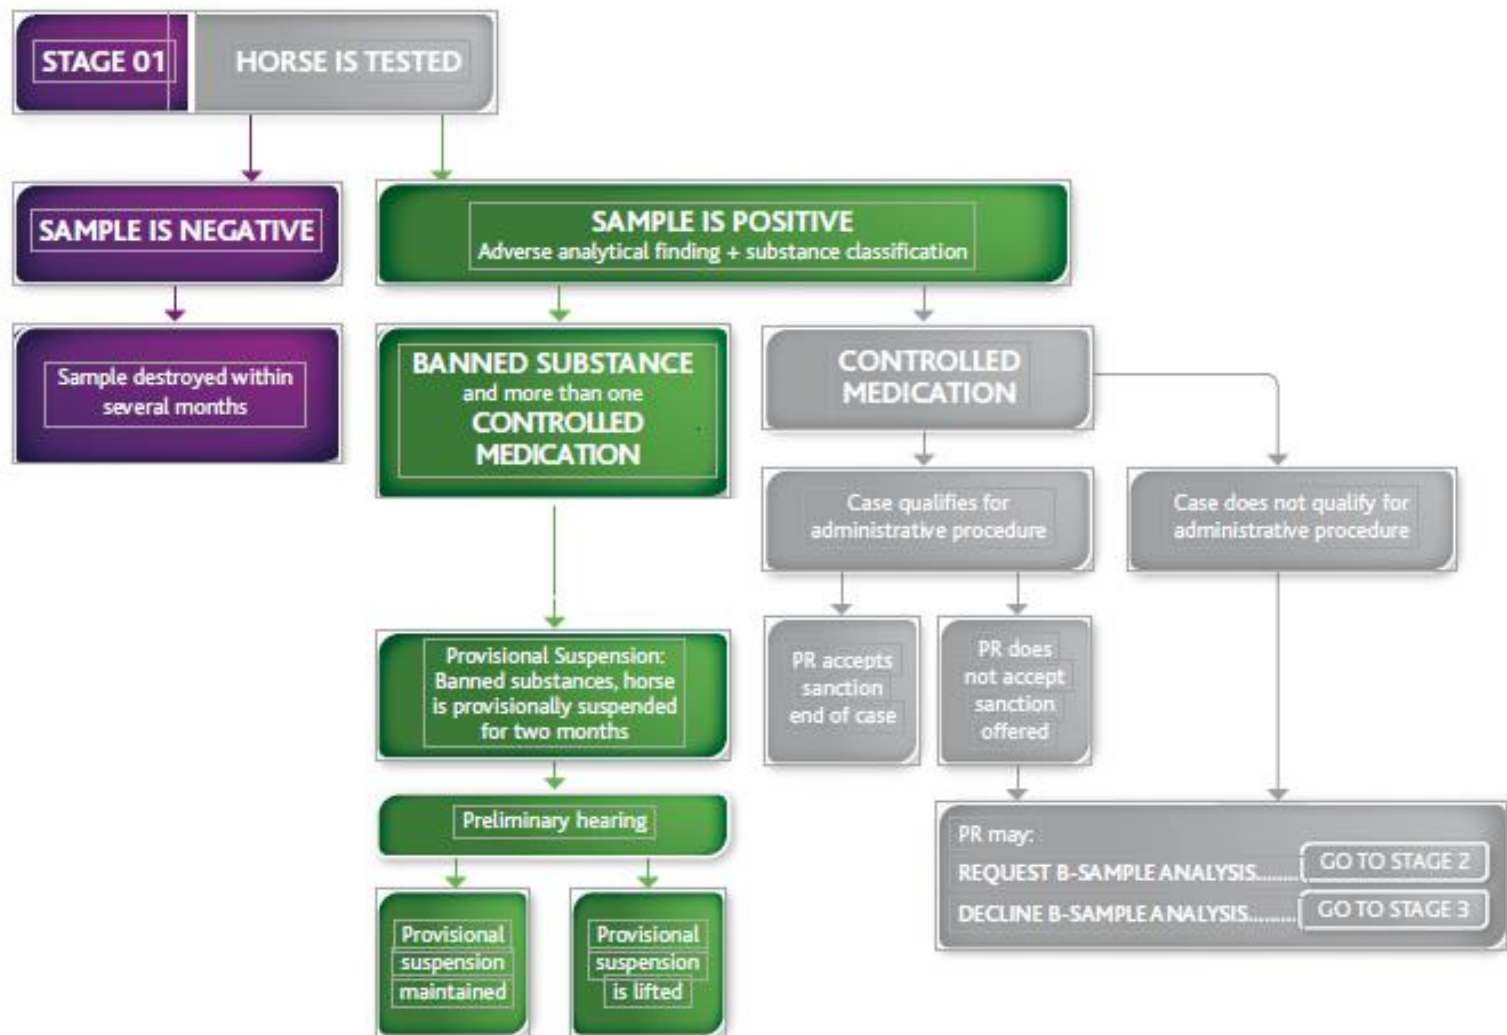 STAGE 01
HORSE IS TESTED
SAMPLE IS NEGATIVE
SAMPLE IS POSITIVE
Adverse analytical finding + substance classification
Sample destroyed within
several months
BANNED SUBSTANCE
and more than one
CONTROLLED
MEDICATION
CONTROLLED
MEDICATION
Case qualifies for
administrative procedure
Case does not qualify for
administrative procedure
Provisional Suspension:
Banned substances, horse
is provisionally suspended
for two months
PR accepts
sanction
end of case
PR does
not accept
sanction
offered
Preliminary hearing
Provisional
suspension
maintained
Provisional
suspension
is lifted
PR may:
REQUEST B-SAMPLE ANALYSIS......... GO TO STAGE 2
DECLINE B-SAMPLE ANALYSIS.......... GO TO STAGE 3